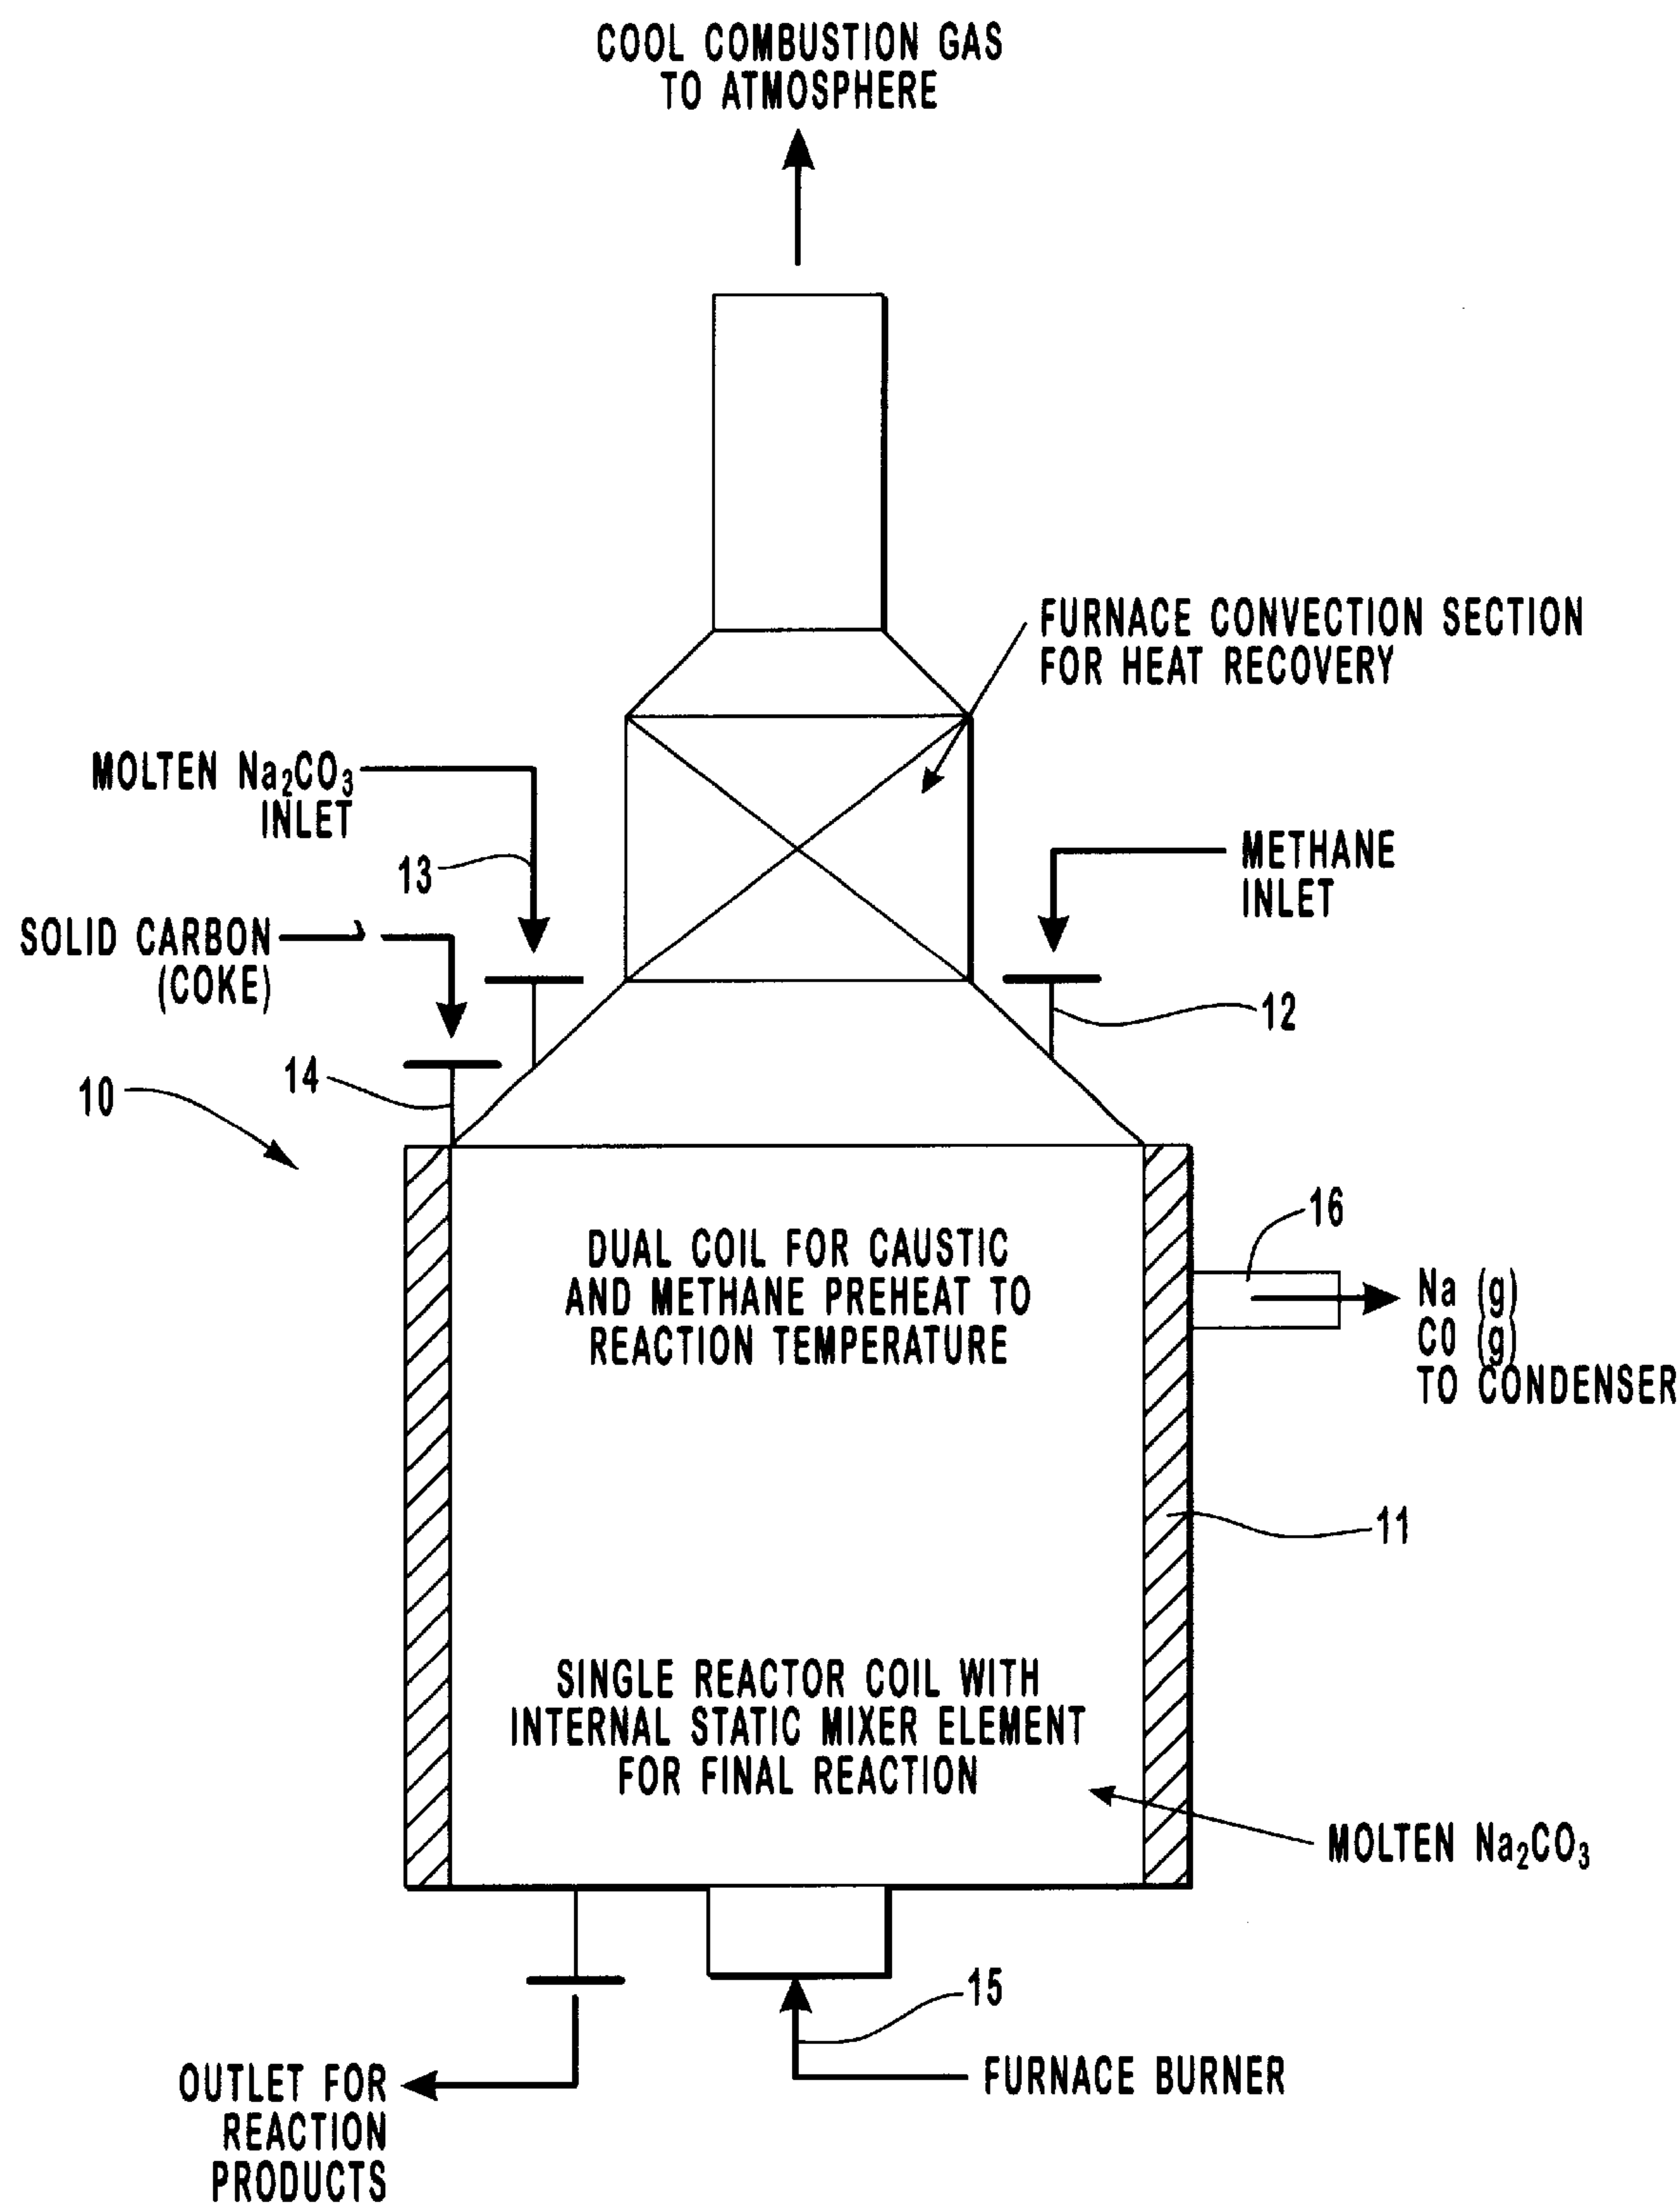 COOL COMBUSTION GAS
TO ATMOSPHERE
FURNACE CONVECTION SECTION
FOR HEAT RECOVERY
MOLTEN Na₂CO₃
INLET
13
METHANE
INLET
SOLID CARBON
(COKE)
12
14
10
16
DUAL COIL FOR CAUSTIC
AND METHANE PREHEAT TO
REACTION TEMPERATURE
Na (g)
CO (g)
TO CONDENSER
11
SINGLE REACTOR COIL WITH
INTERNAL STATIC MIXER ELEMENT
FOR FINAL REACTION
MOLTEN Na₂CO₃
15
FURNACE BURNER
OUTLET FOR
REACTION
PRODUCTS